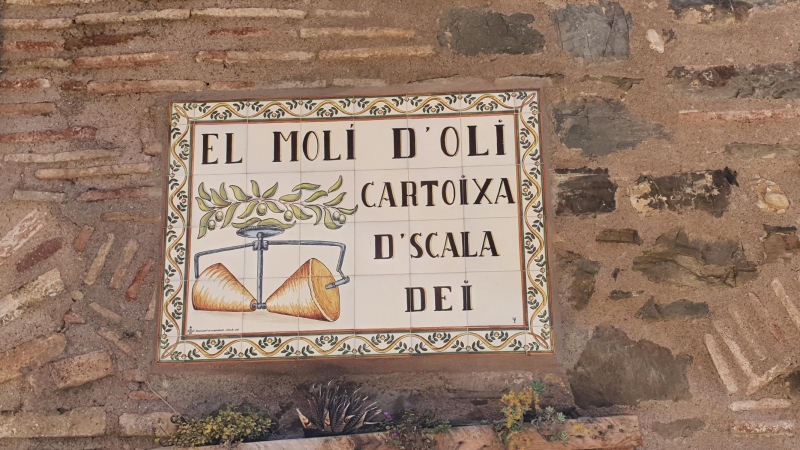 EL MOLÍ D'OLI
CARTOIXA
D'SCALA
DEI